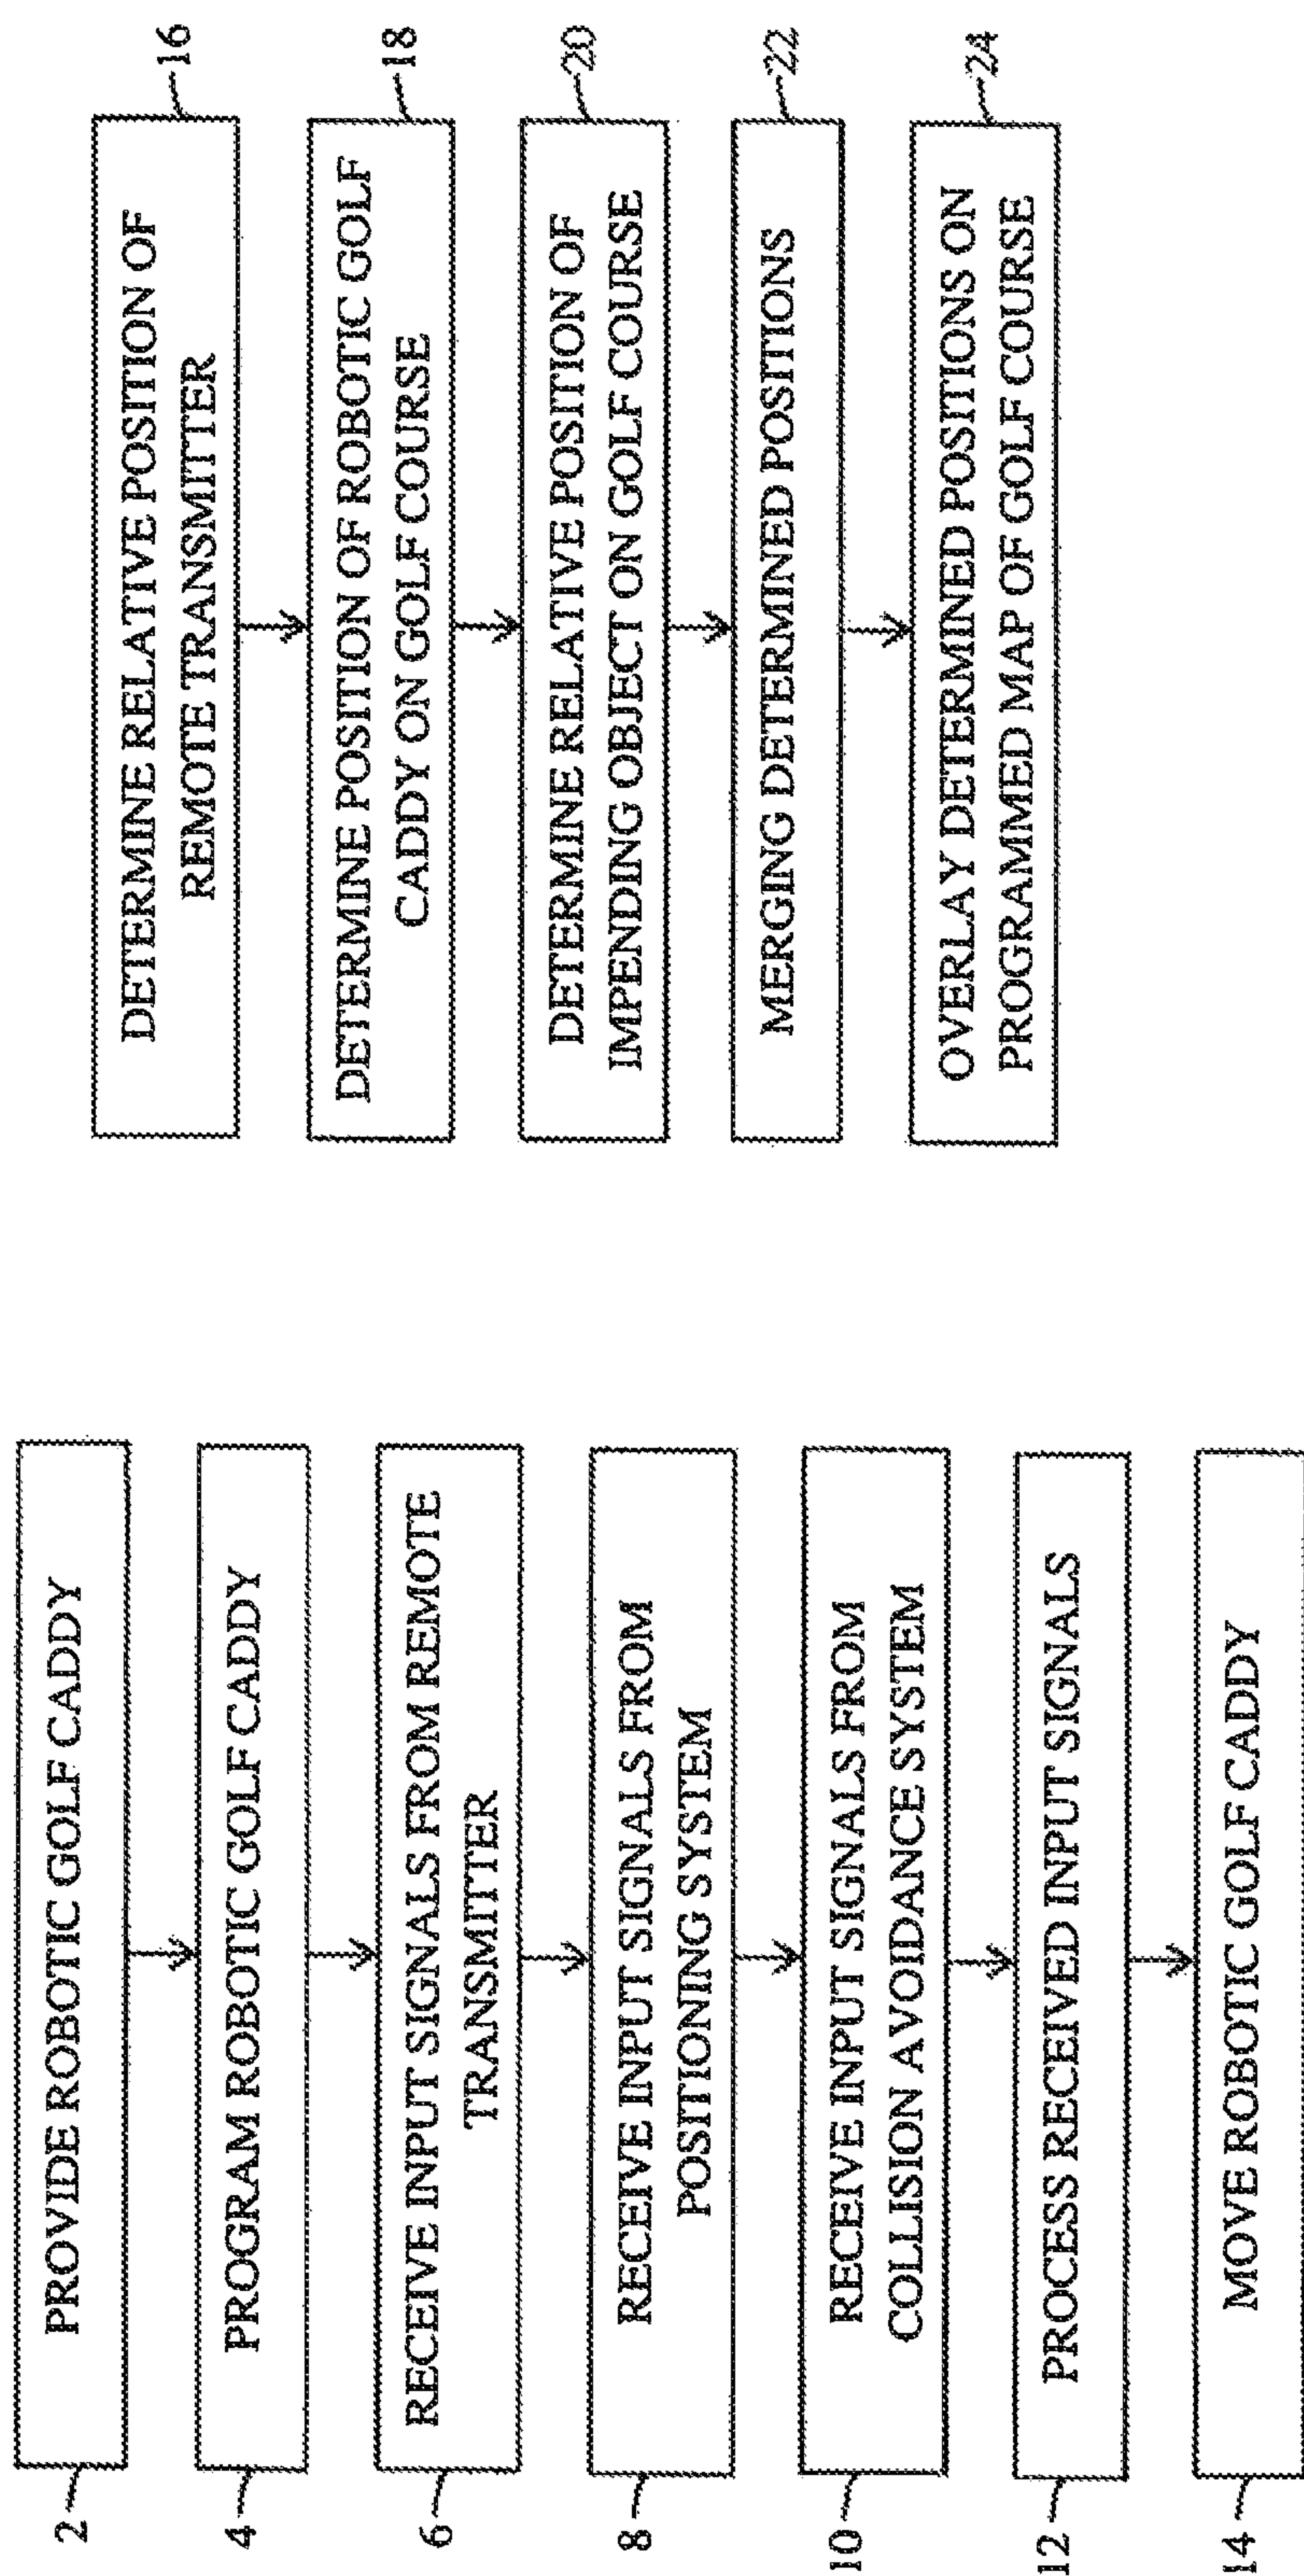 2
PROVIDE ROBOTIC GOLF CADDY
4
PROGRAM ROBOTIC GOLF CADDY
6
RECEIVE INPUT SIGNALS FROM REMOTE
TRANSMITTER
8
RECEIVE INPUT SIGNALS FROM
POSITIONING SYSTEM
10
RECEIVE INPUT SIGNALS FROM
COLLISION AVOIDANCE SYSTEM
12
PROCESS RECEIVED INPUT SIGNALS
14
MOVE ROBOTIC GOLF CADDY
DETERMINE RELATIVE POSITION OF
REMOTE TRANSMITTER
16
DETERMINE POSITION OF ROBOTIC GOLF
CADDY ON GOLF COURSE
18
DETERMINE RELATIVE POSITION OF
IMPENDING OBJECT ON GOLF COURSE
20
MERGING DETERMINED POSITIONS
22
OVERLAY DETERMINED POSITIONS ON
PROGRAMMED MAP OF GOLF COURSE
24